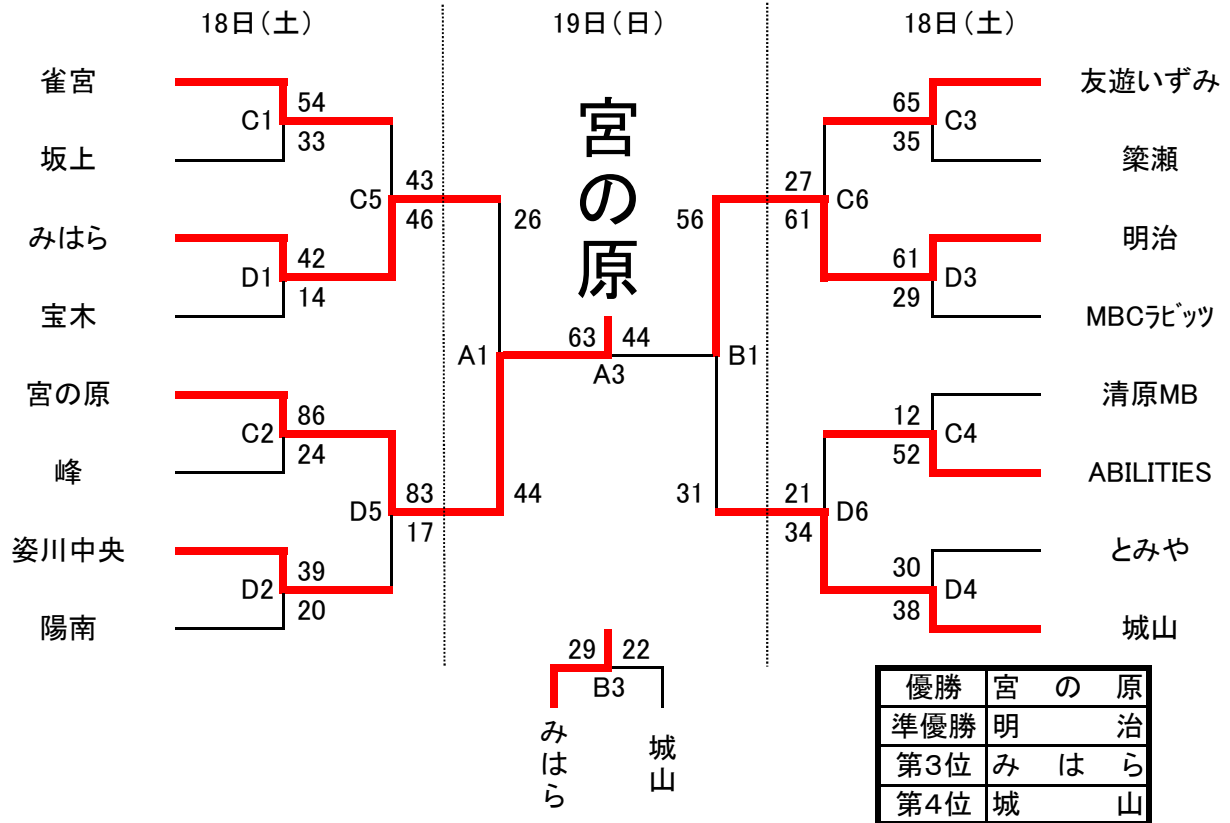 18日(土) 19日(日) 18日(土)
雀宮
C1 54
33
坂上
C5 43
46
みはら
D1 42
14
宝木
A1 26
44
宮の原
C2 86
24
峰
D5 83
17
姿川中央
D2 39
20
陽南
宮の原
63 44
A3
29 22
B3
みはら
城山
56
B1
31
友遊いずみ
65 C3
35
簗瀬
27 C6
61
明治
61 D3
29
MBCラビッツ
清原MB
12 C4
52
ABILITIES
21 D6
34
とみや
30 D4
38
城山
優勝 宮の原
準優勝 明治
第3位 みはら
第4位 城山